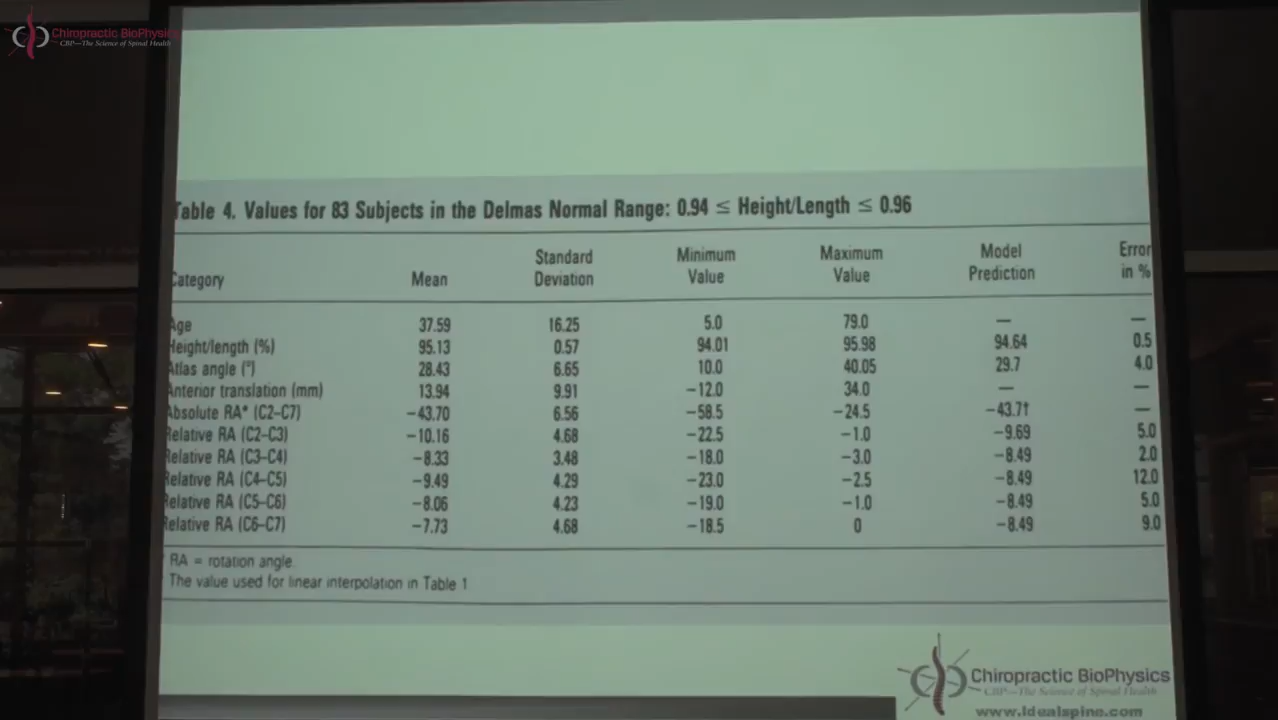 Chiropractic BioPhysics
CBP—The Science of Spinal Health
Table 4. Values for 83 Subjects in the Delmas Normal Range: 0.94 ≤ Height/Length ≤ 0.96
Category Mean Standard Deviation Minimum Value Maximum Value Model Prediction Error in %
Age 37.59 16.25 5.0 79.0 — —
Height/length (%) 95.13 0.57 94.01 95.98 94.64 0.5
Atlas angle (°) 28.43 6.65 10.0 40.05 29.7 4.0
Anterior translation (mm) 13.94 9.91 −12.0 34.0 — —
Absolute RA* (C2–C7) −43.70 6.56 −58.5 −24.5 −43.7† —
Relative RA (C2–C3) −10.16 4.68 −22.5 −1.0 −9.69 5.0
Relative RA (C3–C4) −8.33 3.48 −18.0 −3.0 −8.49 2.0
Relative RA (C4–C5) −9.49 4.29 −23.0 −2.5 −8.49 12.0
Relative RA (C5–C6) −8.06 4.23 −19.0 −1.0 −8.49 5.0
Relative RA (C6–C7) −7.73 4.68 −18.5 0 −8.49 9.0
RA = rotation angle.
The value used for linear interpolation in Table 1
Chiropractic BioPhysics
CBP—The Science of Spinal Health
www.Idealspine.com